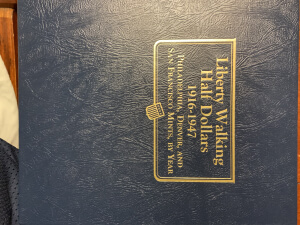 Liberty Walking
Half Dollars
1916-1947
Philadelphia, Denver, and
San Francisco Mints, by Year